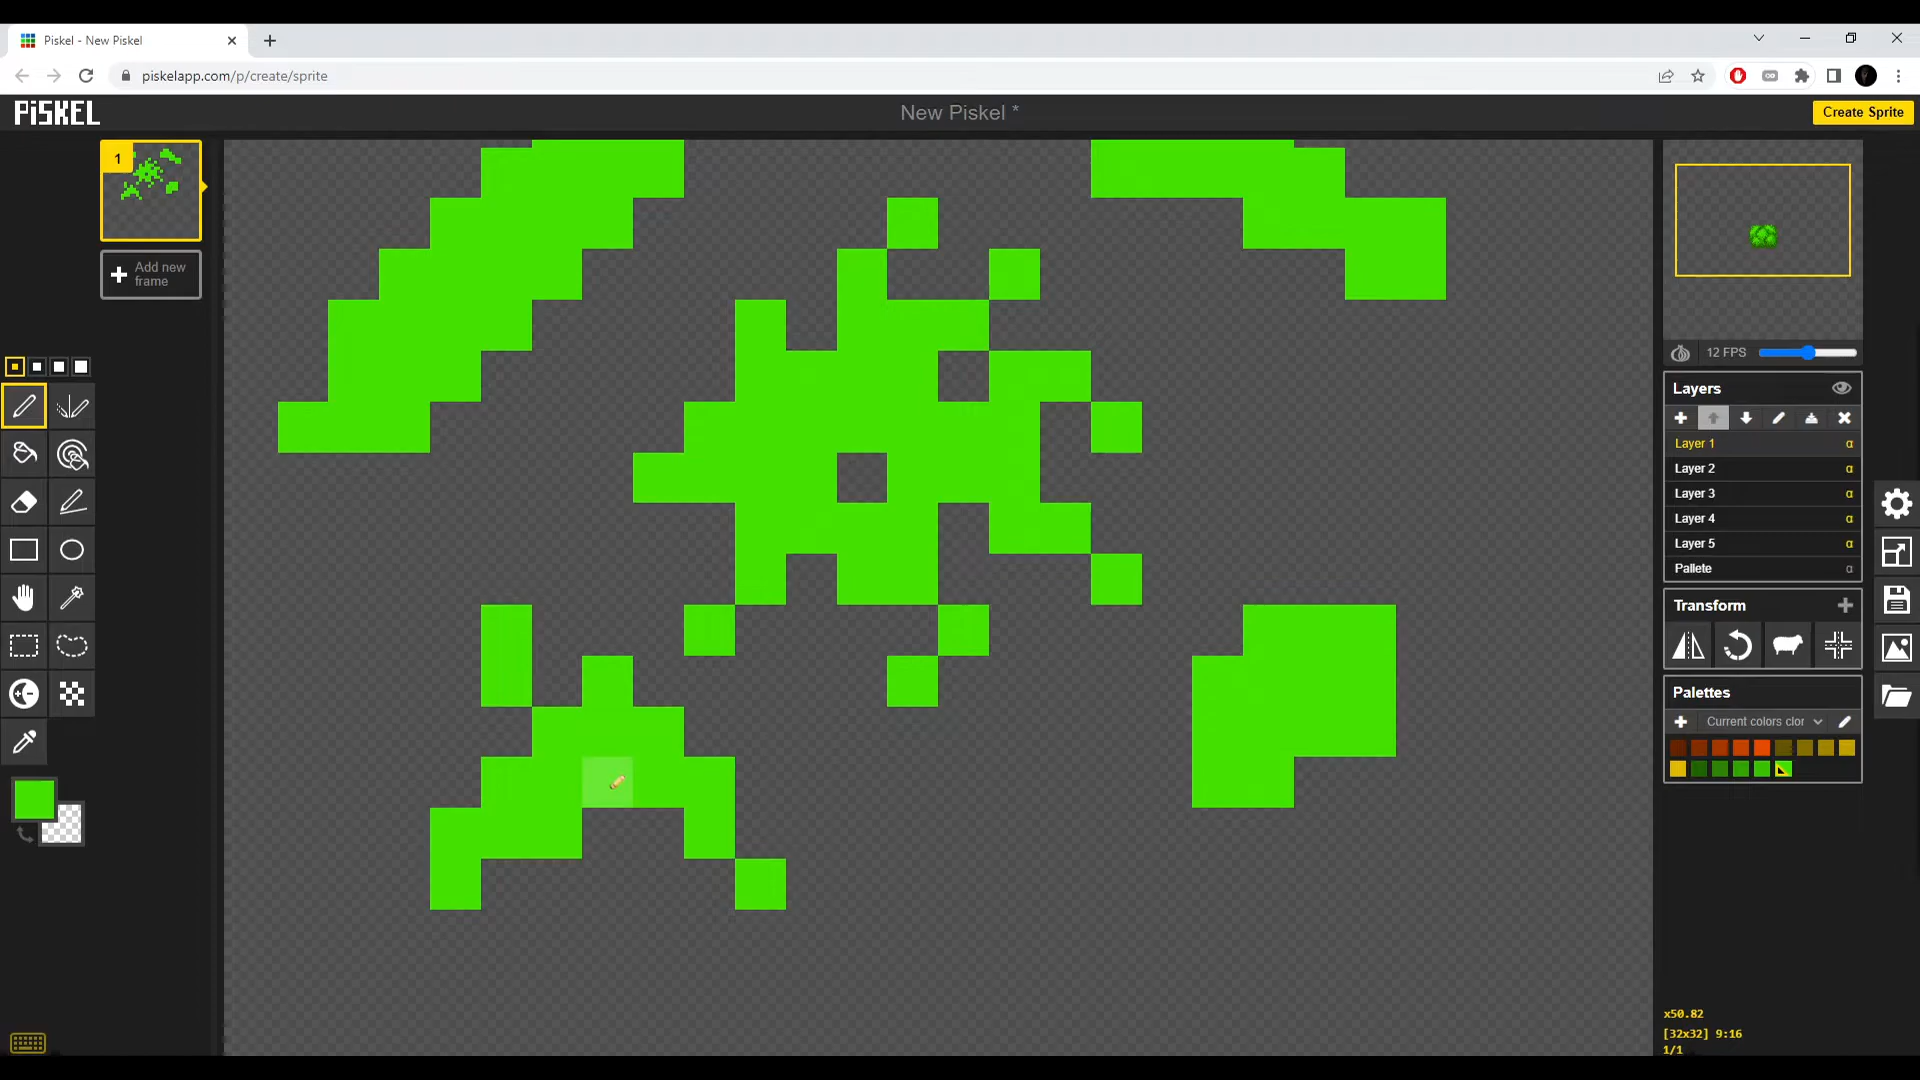 Piskel - New Piskel
piskelapp.com/p/create/sprite
PiSKEL
New Piskel *
Create Sprite
1
Add new
frame
12 FPS
Layers
Layer 1 α
Layer 2 α
Layer 3 α
Layer 4 α
Layer 5 α
Pallete α
Transform
Palettes
Current colors clor
x50.82
[32x32] 9:16
1/1